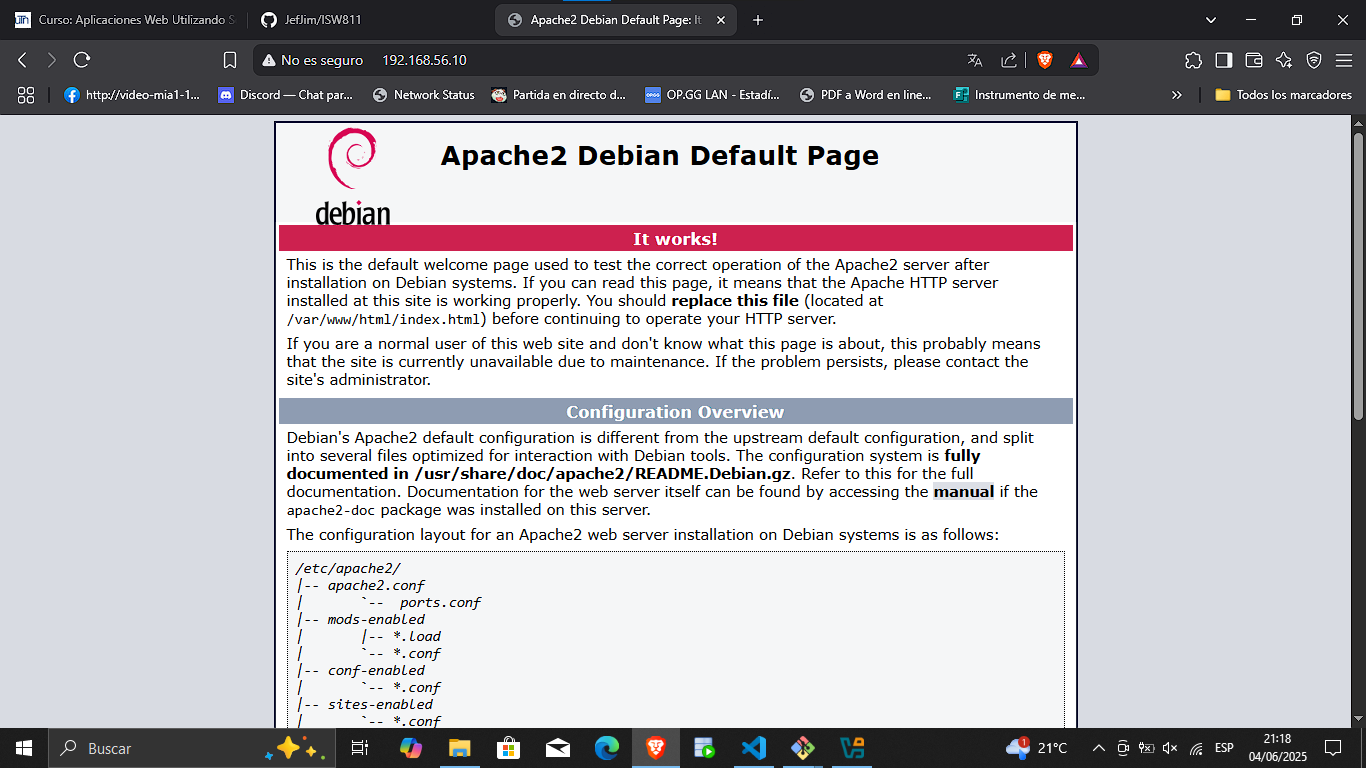 Curso: Aplicaciones Web Utilizando S
JefJim/ISW811
Apache2 Debian Default Page: It
No es seguro 192.168.56.10
http://video-mia1-1...
Discord — Chat par...
Network Status
Partida en directo d...
OP.GG LAN - Estadí...
PDF a Word en line...
Instrumento de me...
»
Todos los marcadores
debian
Apache2 Debian Default Page
It works!
This is the default welcome page used to test the correct operation of the Apache2 server after
installation on Debian systems. If you can read this page, it means that the Apache HTTP server
installed at this site is working properly. You should replace this file (located at
/var/www/html/index.html) before continuing to operate your HTTP server.
If you are a normal user of this web site and don't know what this page is about, this probably means
that the site is currently unavailable due to maintenance. If the problem persists, please contact the
site's administrator.
Configuration Overview
Debian's Apache2 default configuration is different from the upstream default configuration, and split
into several files optimized for interaction with Debian tools. The configuration system is fully
documented in /usr/share/doc/apache2/README.Debian.gz. Refer to this for the full
documentation. Documentation for the web server itself can be found by accessing the manual if the
apache2-doc package was installed on this server.
The configuration layout for an Apache2 web server installation on Debian systems is as follows:
/etc/apache2/
|-- apache2.conf
|       `--  ports.conf
|-- mods-enabled
|       |-- *.load
|       `-- *.conf
|-- conf-enabled
|       `-- *.conf
|-- sites-enabled
|       `-- *.conf
Buscar
1
21°C
ESP
21:18
04/06/2025